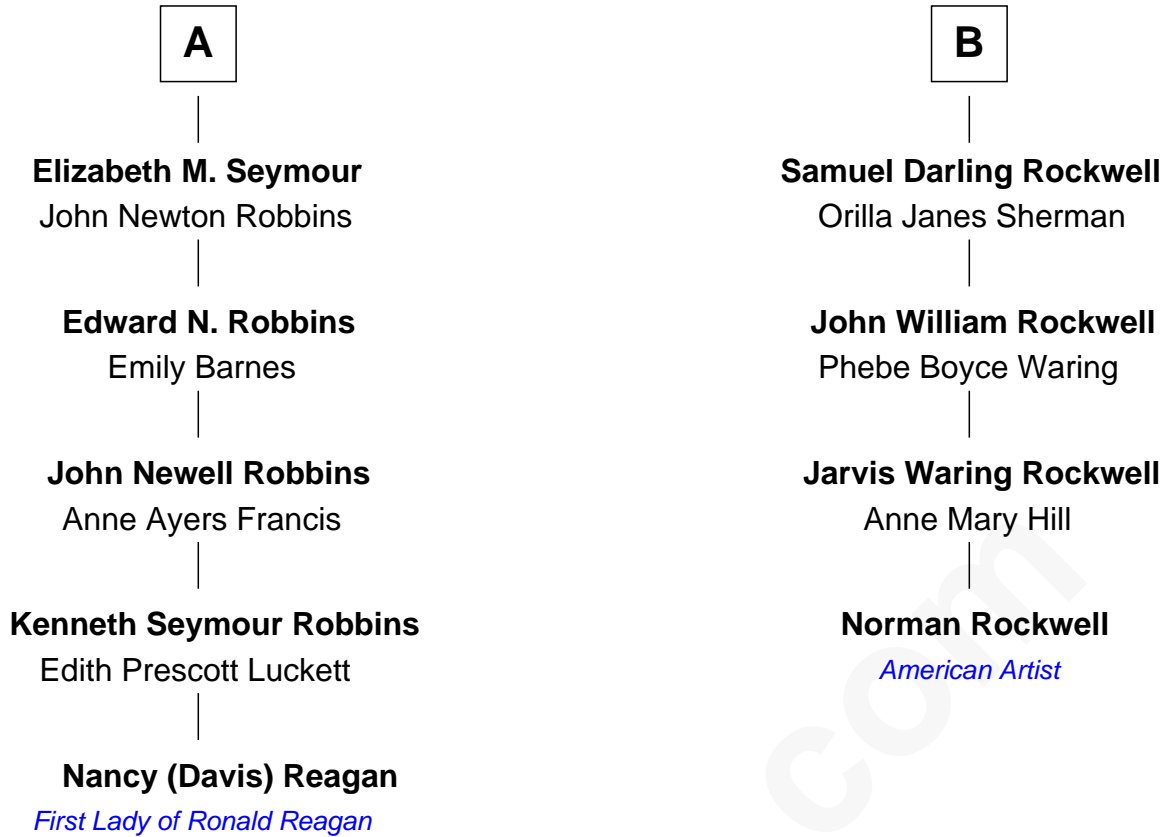 A
Elizabeth M. Seymour
John Newton Robbins
Edward N. Robbins
Emily Barnes
John Newell Robbins
Anne Ayers Francis
Kenneth Seymour Robbins
Edith Prescott Luckett
Nancy (Davis) Reagan
First Lady of Ronald Reagan
B
Samuel Darling Rockwell
Orilla Janes Sherman
John William Rockwell
Phebe Boyce Waring
Jarvis Waring Rockwell
Anne Mary Hill
Norman Rockwell
American Artist
com